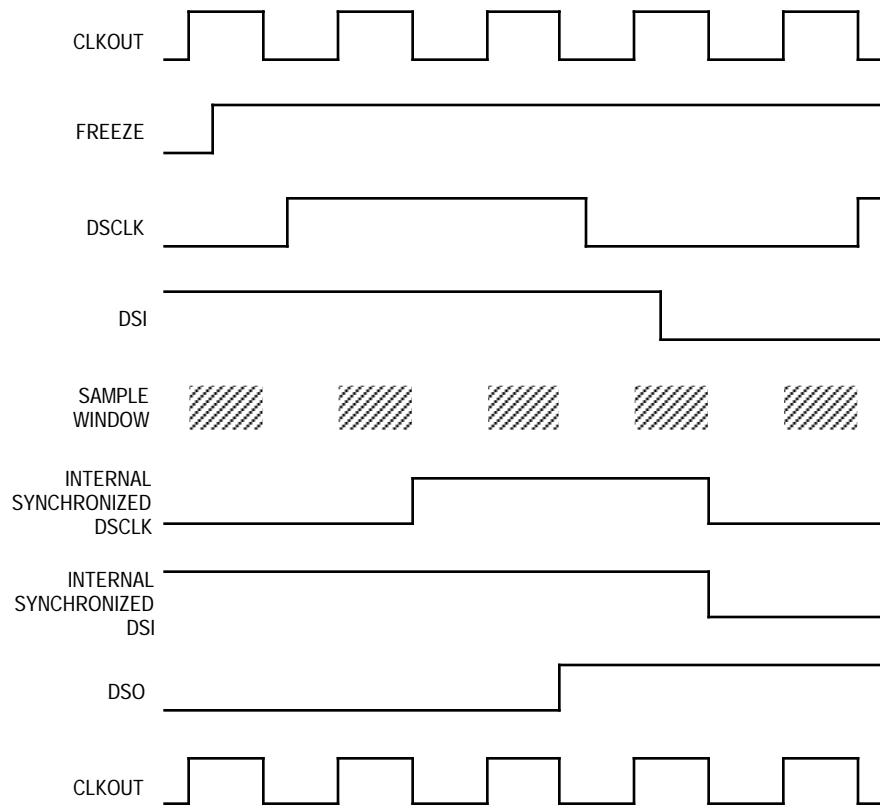 CLKOUT
FREEZE
DSCLK
DSI
SAMPLE
WINDOW
INTERNAL
SYNCHRONIZED
DSCLK
INTERNAL
SYNCHRONIZED
DSI
DSO
CLKOUT